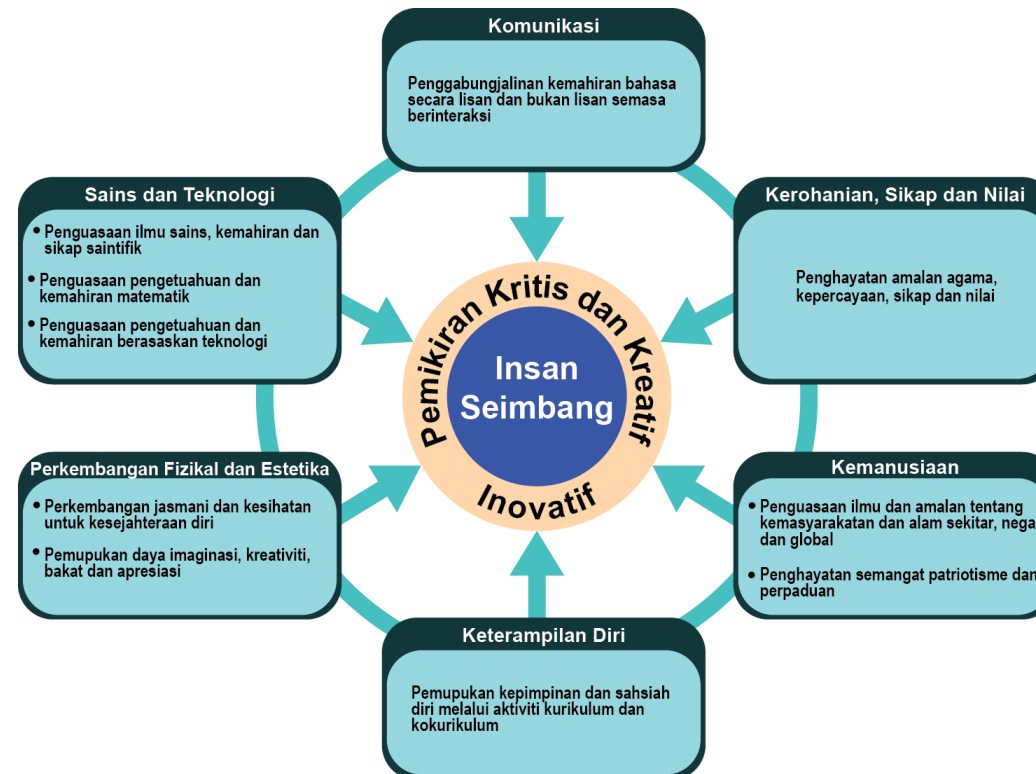 Komunikasi
Penggabungjalinan kemahiran bahasa
secara lisan dan bukan lisan semasa
berinteraksi
Sains dan Teknologi
• Penguasaan ilmu sains, kemahiran dan
sikap saintifik
• Penguasaan pengetuahuan dan
kemahiran matematik
• Penguasaan pengetuahuan dan
kemahiran berasaskan teknologi
Kerohanian, Sikap dan Nilai
Penghayatan amalan agama,
kepercayaan, sikap dan nilai
Pemikiran Kritis dan Kreatif
Insan
Seimbang
Inovatif
Perkembangan Fizikal dan Estetika
• Perkembangan jasmani dan kesihatan
untuk kesejahteraan diri
• Pemupukan daya imaginasi, kreativiti,
bakat dan apresiasi
Kemanusiaan
• Penguasaan ilmu dan amalan tentang
kemasyarakatan dan alam sekitar,
dan global
• Penghayatan semangat patriotisme dan
perpaduan
Keterampilan Diri
Pemupukan kepimpinan dan sahsiah
diri melalui aktiviti kurikulum dan
kokurikulum